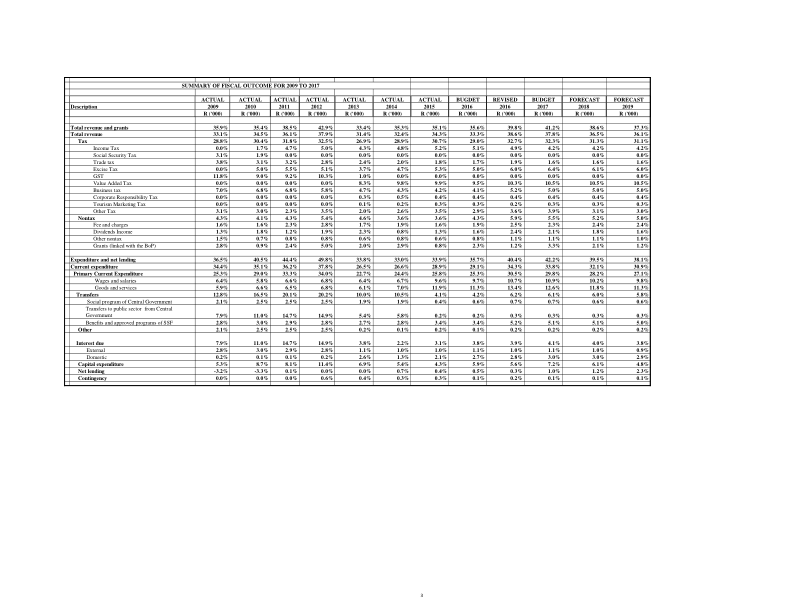 SUMMARY OF FISCAL OUTCOME FOR 2009 TO 2017
ACTUAL ACTUAL ACTUAL ACTUAL ACTUAL ACTUAL ACTUAL BUGDET REVISED BUDGET FORECAST FORECAST
Description 2009 2010 2011 2012 2013 2014 2015 2016 2016 2017 2018 2019
R ('000) R ('000) R ('000) R ('000) R ('000) R ('000) R ('000) R ('000) R ('000) R ('000) R ('000) R ('000)
Total revenue and grants 35.9% 35.4% 38.5% 42.9% 33.4% 35.3% 35.1% 35.6% 39.8% 41.2% 38.6% 37.3%
Total revenue 33.1% 34.5% 36.1% 37.9% 31.4% 32.4% 34.3% 33.3% 38.6% 37.8% 36.5% 36.1%
Tax 28.8% 30.4% 31.8% 32.5% 26.9% 28.9% 30.7% 29.0% 32.7% 32.3% 31.3% 31.1%
Income Tax 0.0% 1.7% 4.7% 5.0% 4.3% 4.8% 5.2% 5.1% 4.9% 4.2% 4.2% 4.2%
Social Security Tax 3.1% 1.9% 0.0% 0.0% 0.0% 0.0% 0.0% 0.0% 0.0% 0.0% 0.0% 0.0%
Trade tax 3.8% 3.1% 3.2% 2.8% 2.4% 2.0% 1.8% 1.7% 1.9% 1.6% 1.6% 1.6%
Excise Tax 0.0% 5.0% 5.5% 5.1% 3.7% 4.7% 5.3% 5.0% 6.0% 6.4% 6.1% 6.0%
GST 11.8% 9.0% 9.2% 10.3% 1.0% 0.0% 0.0% 0.0% 0.0% 0.0% 0.0% 0.0%
Value Added Tax 0.0% 0.0% 0.0% 0.0% 8.3% 9.8% 9.9% 9.5% 10.3% 10.5% 10.5% 10.5%
Business tax 7.0% 6.8% 6.8% 5.8% 4.7% 4.3% 4.2% 4.1% 5.2% 5.0% 5.0% 5.0%
Corporate Responsibility Tax 0.0% 0.0% 0.0% 0.0% 0.3% 0.5% 0.4% 0.4% 0.4% 0.4% 0.4% 0.4%
Tourism Marketing Tax 0.0% 0.0% 0.0% 0.0% 0.1% 0.2% 0.3% 0.3% 0.2% 0.3% 0.3% 0.3%
Other Tax 3.1% 3.0% 2.3% 3.5% 2.0% 2.6% 3.5% 2.9% 3.6% 3.9% 3.1% 3.0%
Nontax 4.3% 4.1% 4.3% 5.4% 4.6% 3.6% 3.6% 4.3% 5.9% 5.5% 5.2% 5.0%
Fee and charges 1.6% 1.6% 2.3% 2.8% 1.7% 1.9% 1.6% 1.9% 2.5% 2.3% 2.4% 2.4%
Dividends Income 1.3% 1.8% 1.2% 1.9% 2.3% 0.8% 1.3% 1.6% 2.4% 2.1% 1.8% 1.6%
Other nontax 1.5% 0.7% 0.8% 0.8% 0.6% 0.8% 0.6% 0.8% 1.1% 1.1% 1.1% 1.0%
Grants (linked with the BoP) 2.8% 0.9% 2.4% 5.0% 2.0% 2.9% 0.8% 2.3% 1.2% 3.3% 2.1% 1.2%
Expenditure and net lending 36.5% 40.5% 44.4% 49.8% 33.8% 33.0% 33.9% 35.7% 40.4% 42.2% 39.5% 38.1%
Current expenditure 34.4% 35.1% 36.2% 37.8% 26.5% 26.6% 28.9% 29.1% 34.3% 33.8% 32.1% 30.9%
Primary Current Expenditure 25.3% 29.0% 33.3% 34.0% 22.7% 24.4% 25.8% 25.3% 30.5% 29.8% 28.2% 27.1%
Wages and salaries 6.4% 5.8% 6.6% 6.8% 6.4% 6.7% 9.6% 9.7% 10.7% 10.9% 10.2% 9.8%
Goods and services 5.9% 6.6% 6.5% 6.8% 6.1% 7.0% 11.9% 11.3% 13.4% 12.6% 11.8% 11.3%
Transfers 12.8% 16.5% 20.1% 20.2% 10.0% 10.5% 4.1% 4.2% 6.2% 6.1% 6.0% 5.8%
Social program of Central Government 2.1% 2.5% 2.5% 2.5% 1.9% 1.9% 0.4% 0.6% 0.7% 0.7% 0.6% 0.6%
Transfers to public sector from Central
Government 7.9% 11.0% 14.7% 14.9% 5.4% 5.8% 0.2% 0.2% 0.3% 0.3% 0.3% 0.3%
Benefits and approved programs of SSF 2.8% 3.0% 2.9% 2.8% 2.7% 2.8% 3.4% 3.4% 5.2% 5.1% 5.1% 5.0%
Other 2.1% 2.5% 2.5% 2.5% 0.2% 0.1% 0.2% 0.1% 0.2% 0.2% 0.2% 0.2%
Interest due 7.9% 11.0% 14.7% 14.9% 3.8% 2.2% 3.1% 3.8% 3.9% 4.1% 4.0% 3.8%
External 2.8% 3.0% 2.9% 2.8% 1.1% 1.0% 1.0% 1.1% 1.0% 1.1% 1.0% 0.9%
Domestic 0.2% 0.1% 0.1% 0.2% 2.6% 1.3% 2.1% 2.7% 2.8% 3.0% 3.0% 2.9%
Capital expenditure 5.3% 8.7% 8.1% 11.4% 6.9% 5.4% 4.3% 5.9% 5.6% 7.2% 6.1% 4.8%
Net lending -3.2% -3.3% 0.1% 0.0% 0.0% 0.7% 0.4% 0.5% 0.3% 1.0% 1.2% 2.3%
Contingency 0.0% 0.0% 0.0% 0.6% 0.4% 0.3% 0.3% 0.1% 0.2% 0.1% 0.1% 0.1%